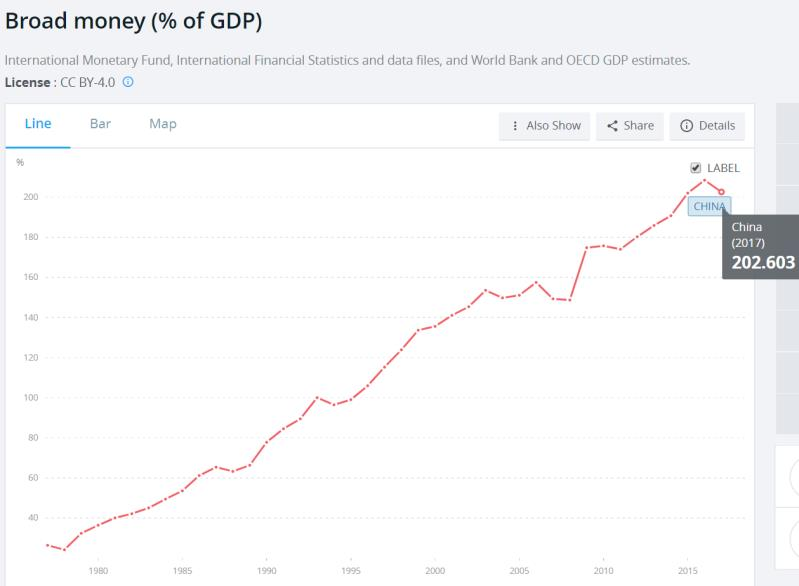 Broad money (% of GDP)
International Monetary Fund, International Financial Statistics and data files, and World Bank and OECD GDP estimates.
License : CC BY-4.0
Line Bar Map Also Show Share Details
%
LABEL
200
CHINA
China
(2017)
202.603
180
160
140
120
100
80
60
40
1980 1985 1990 1995 2000 2005 2010 2015